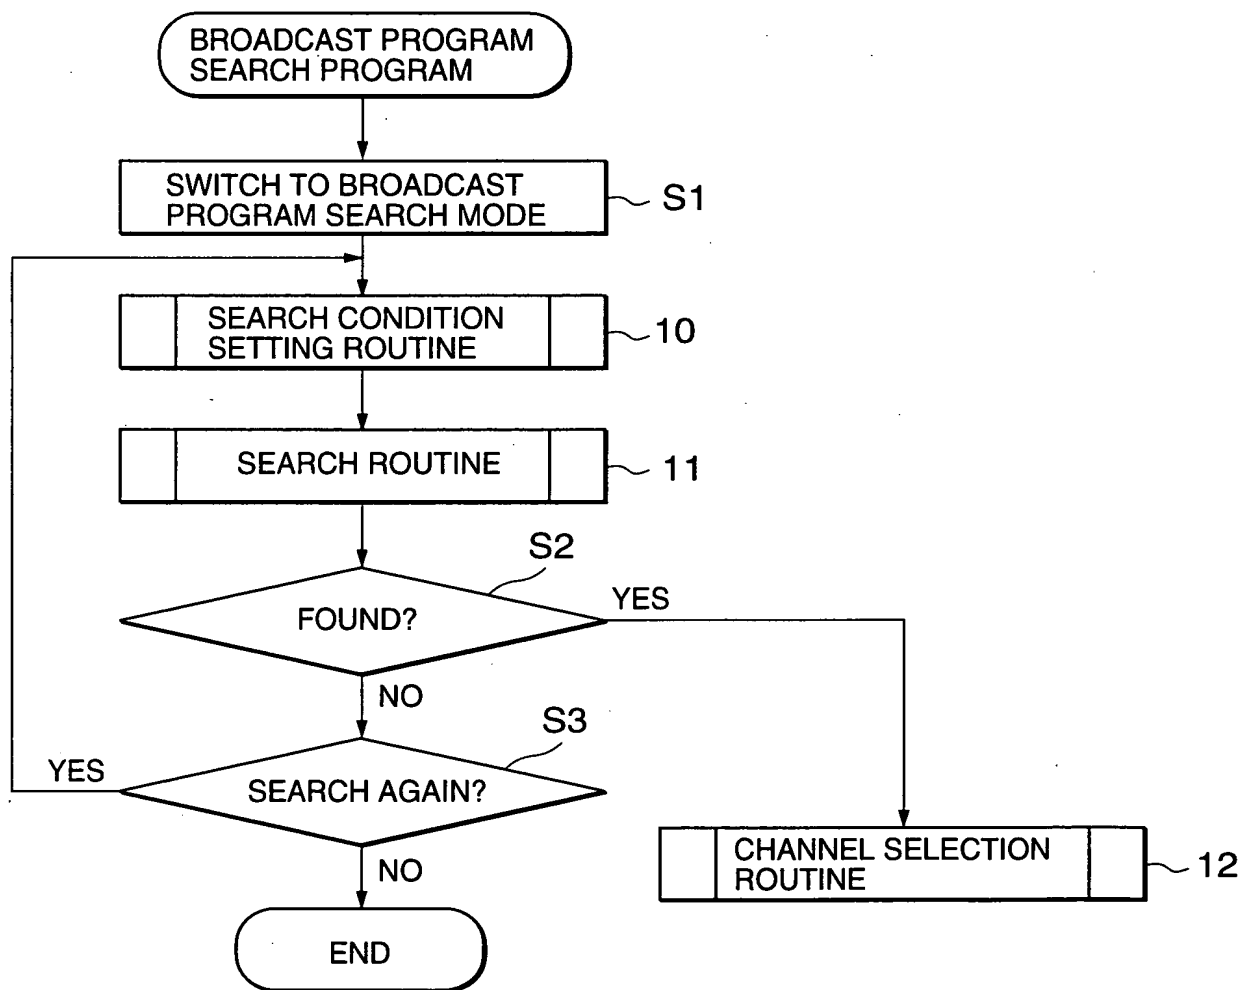 BROADCAST PROGRAM
SEARCH PROGRAM
SWITCH TO BROADCAST
PROGRAM SEARCH MODE
S1
SEARCH CONDITION
SETTING ROUTINE
10
SEARCH ROUTINE
11
S2
FOUND?
YES
NO
S3
YES
SEARCH AGAIN?
NO
CHANNEL SELECTION
ROUTINE
12
END